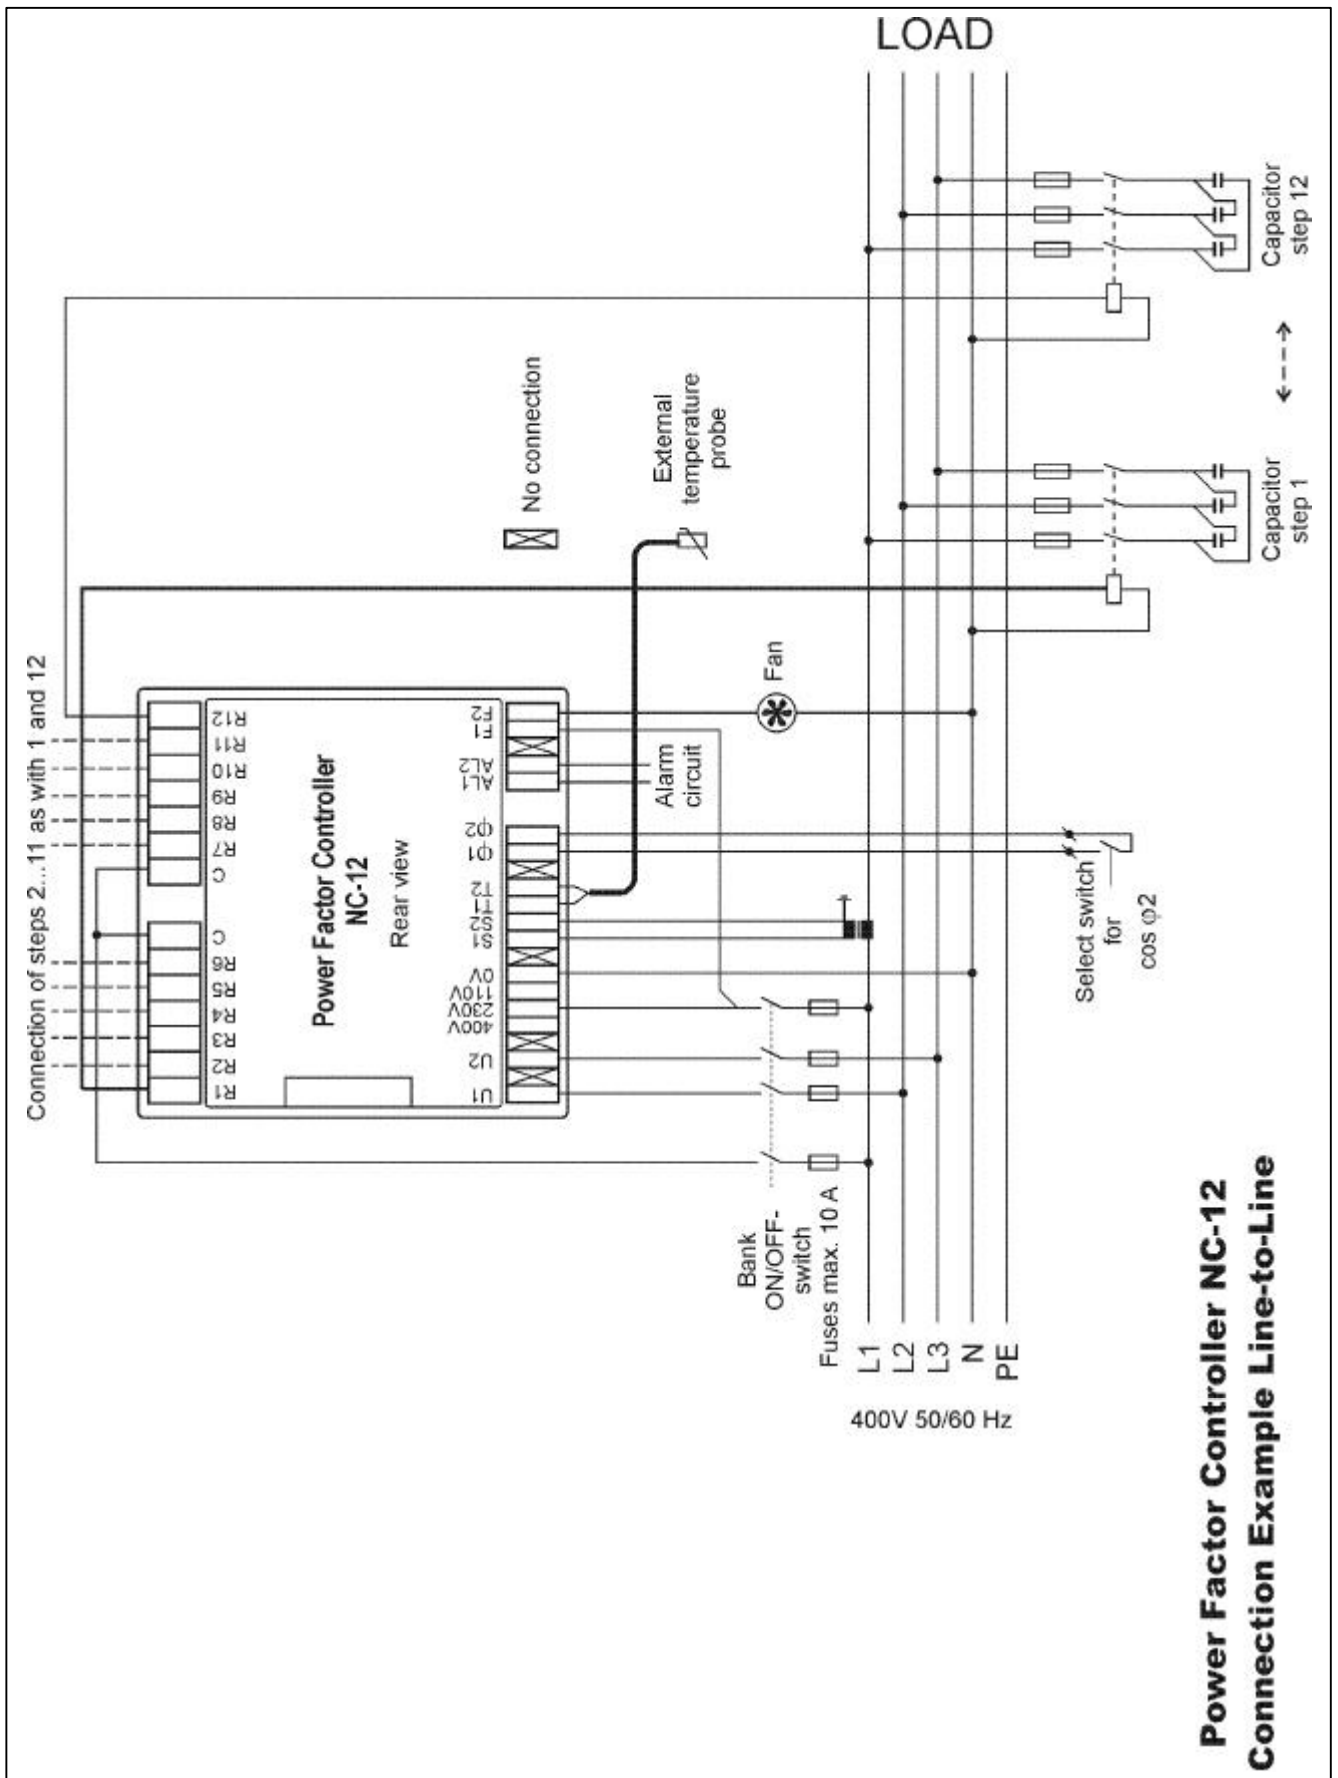 Power Factor Controller NC-12
Connection Example Line-to-Line
Connection of steps 2...11 as with 1 and 12
R1
R2
R3
R4
R5
R6
C
C
R7
R8
R9
R10
R11
R12
Power Factor Controller
NC-12
Rear view
U1
U2
400V
230V
110V
0V
S1
S2
T1
T2
φ1
φ2
AL1
AL2
F1
F2
No connection
External
temperature
probe
Alarm
circuit
Fan
Bank
ON/OFF-
switch
Fuses max. 10 A
L1
L2
L3
N
PE
400V 50/60 Hz
LOAD
Select switch
for
cos φ2
Capacitor
step 1
Capacitor
step 12